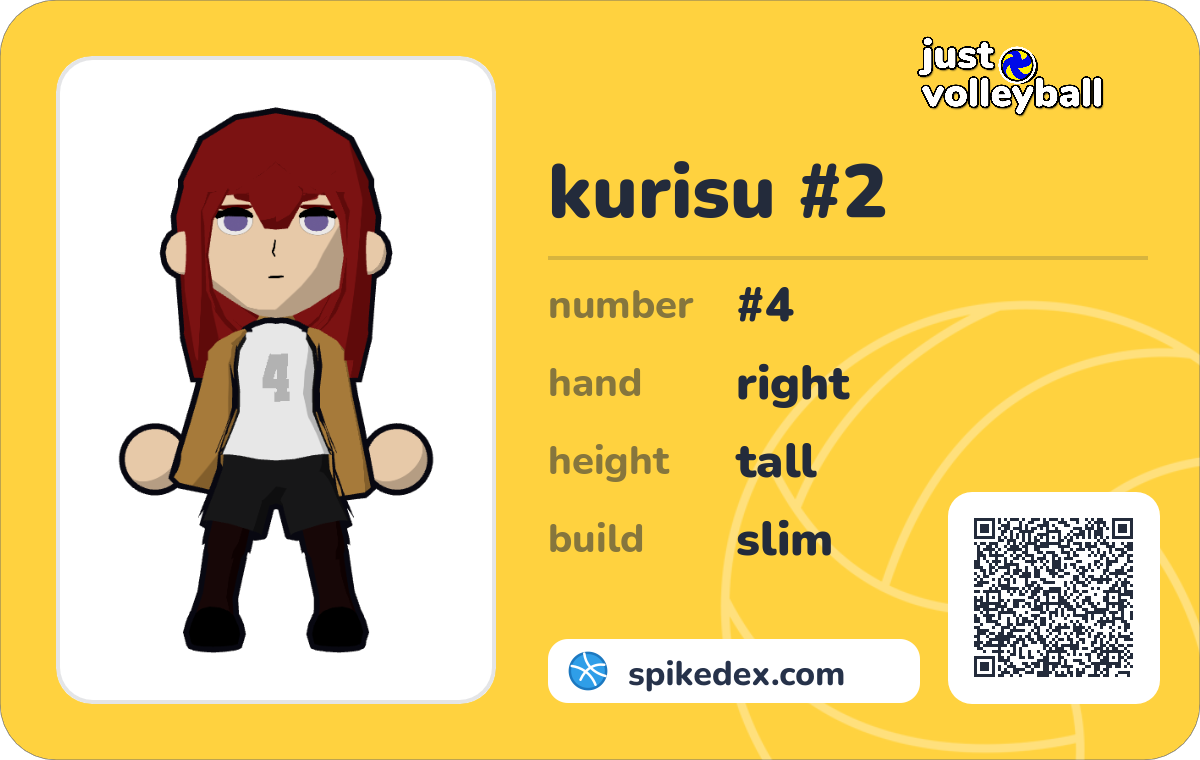 just
volleyball
kurisu #2
number #4
hand right
height tall
build slim
4
spikedex.com